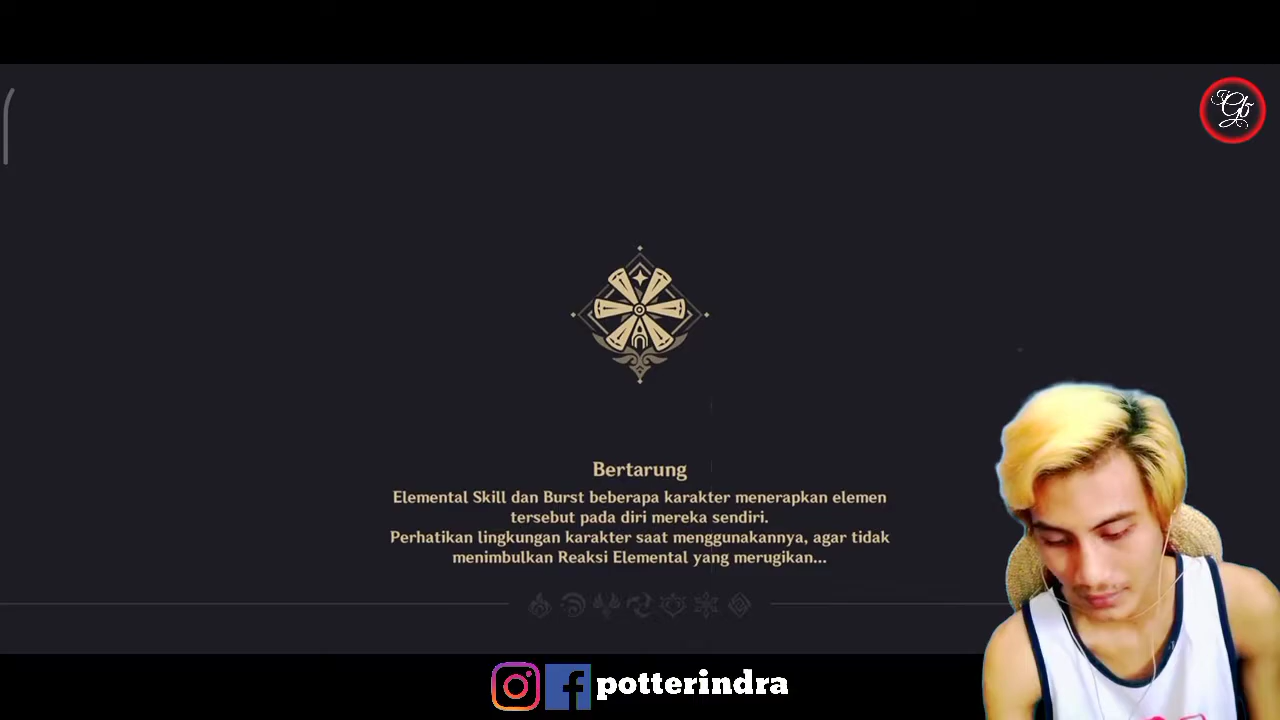 Bertarung
Elemental Skill dan Burst beberapa karakter menerapkan elemen
tersebut pada diri mereka sendiri.
Perhatikan lingkungan karakter saat menggunakannya, agar tidak
menimbulkan Reaksi Elemental yang merugikan...
potterindra